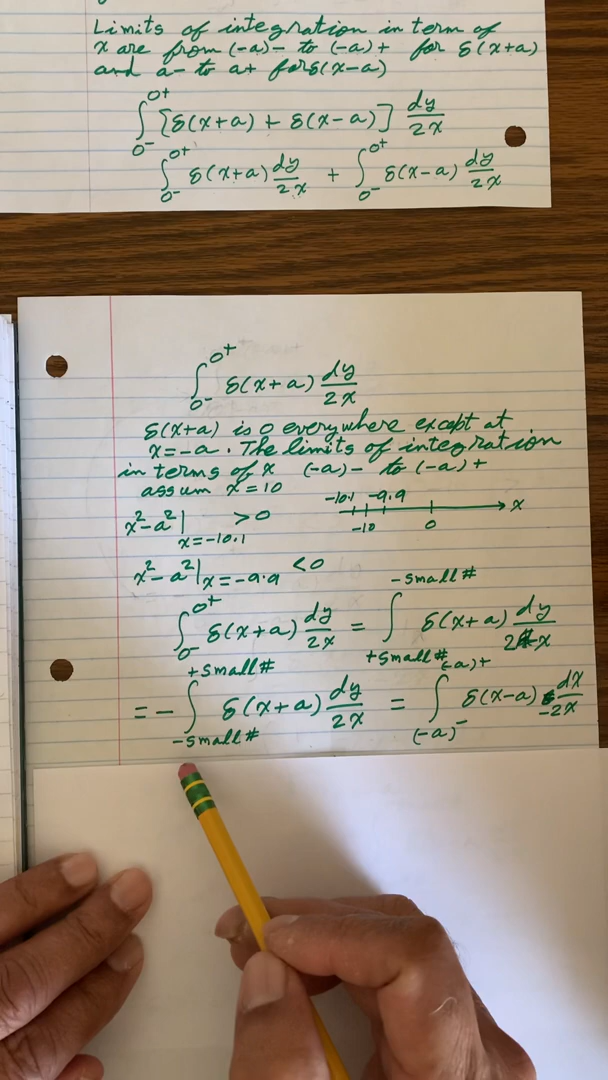 Limits of integration in term of
x are from (-a)- to (-a)+ for δ(x+a)
and a- to a+ for δ(x-a)
∫_{0-}^{0+} [δ(x+a) + δ(x-a)] dy/2x
∫_{0-}^{0+} δ(x+a) dy/2x + ∫_{0-}^{0+} δ(x-a) dy/2x
∫_{0-}^{0+} δ(x+a) dy/2x
δ(x+a) is 0 everywhere except at
x=-a. The limits of integration
in terms of x (-a)- to (-a)+
assum x=10
-10.1 -9.9
x
-10 0
x²-a²|_{x=-10.1} >0
x²-a²|_{x=-9.9} <0
∫_{0-}^{0+} δ(x+a) dy/2x = ∫_{+small#}^{-small#} δ(x+a) dy/2x
= -∫_{-small#}^{+small#} δ(x+a) dy/2x = ∫_{(-a)-}^{(-a)+} δ(x-a) dx/-2x